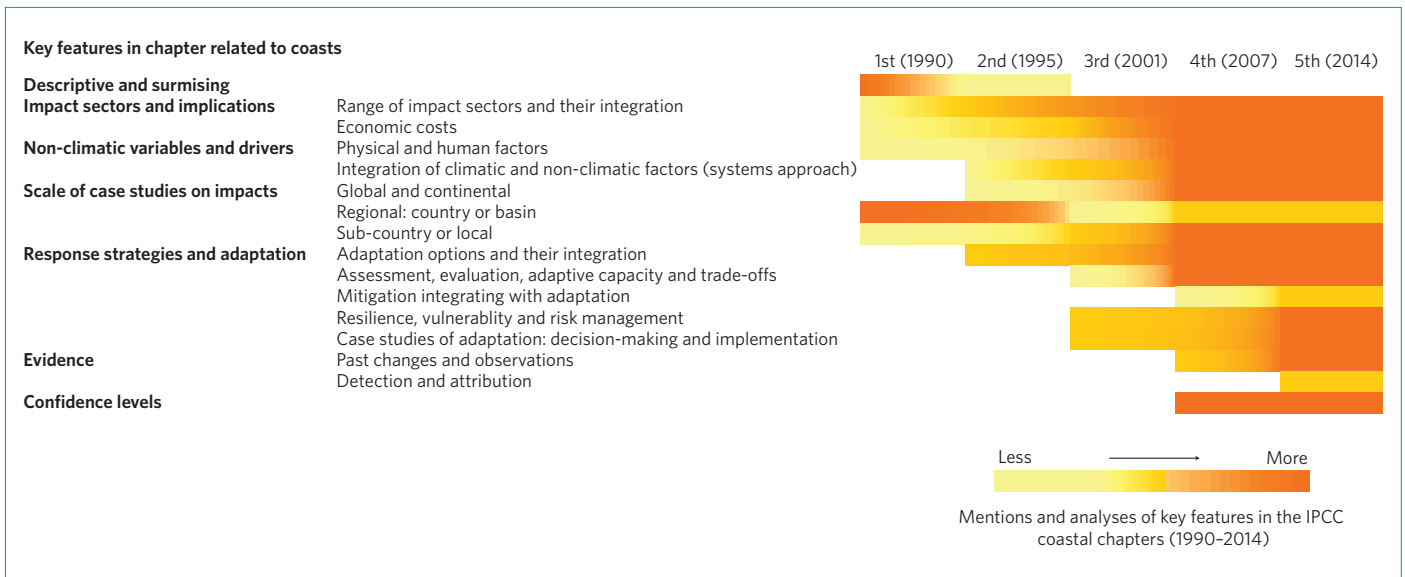 Key features in chapter related to coasts
1st (1990) 2nd (1995) 3rd (2001) 4th (2007) 5th (2014)
Descriptive and surmising
Impact sectors and implications Range of impact sectors and their integration
Economic costs
Non-climatic variables and drivers Physical and human factors
Integration of climatic and non-climatic factors (systems approach)
Scale of case studies on impacts Global and continental
Regional: country or basin
Sub-country or local
Response strategies and adaptation Adaptation options and their integration
Assessment, evaluation, adaptive capacity and trade-offs
Mitigation integrating with adaptation
Resilience, vulnerablity and risk management
Case studies of adaptation: decision-making and implementation
Evidence Past changes and observations
Detection and attribution
Confidence levels
Less More
Mentions and analyses of key features in the IPCC
coastal chapters (1990–2014)